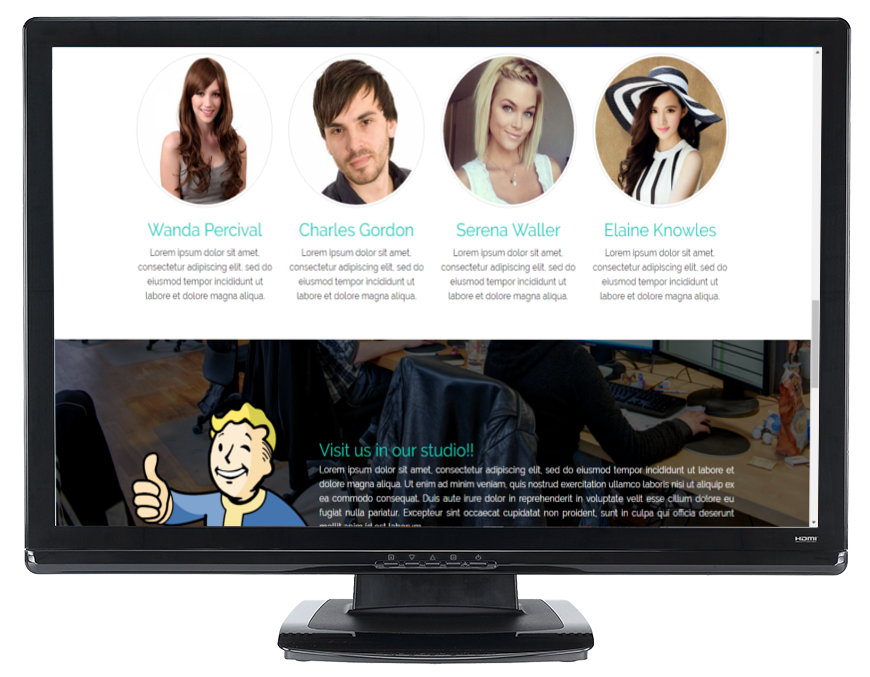 Wanda Percival Charles Gordon Serena Waller Elaine Knowles
Lorem ipsum dolor sit amet,
consectetur adipiscing elit, sed do
eiusmod tempor incididunt ut
labore et dolore magna aliqua.
Lorem ipsum dolor sit amet,
consectetur adipiscing elit, sed do
eiusmod tempor incididunt ut
labore et dolore magna aliqua.
Lorem ipsum dolor sit amet,
consectetur adipiscing elit, sed do
eiusmod tempor incididunt ut
labore et dolore magna aliqua.
Lorem ipsum dolor sit amet,
consectetur adipiscing elit, sed do
eiusmod tempor incididunt ut
labore et dolore magna aliqua.
Visit us in our studio!!
Lorem ipsum dolor sit amet, consectetur adipiscing elit, sed do eiusmod tempor incididunt ut labore et
dolore magna aliqua. Ut enim ad minim veniam, quis nostrud exercitation ullamco laboris nisi ut aliquip ex
ea commodo consequat. Duis aute irure dolor in reprehenderit in voluptate velit esse cillum dolore eu
fugiat nulla pariatur. Excepteur sint occaecat cupidatat non proident, sunt in culpa qui officia deserunt
mollit anim id est laborum.
HDMI